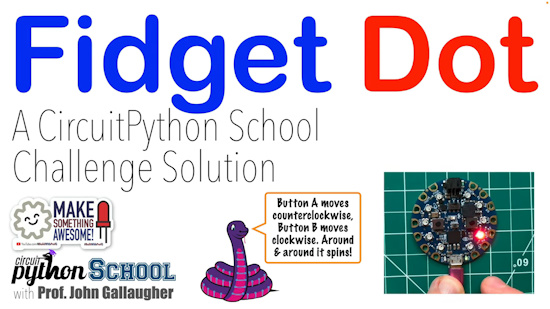 Fidget Dot
A CircuitPython School
Challenge Solution
MAKE
SOMETHING
AWESOME!
Button A moves
counterclockwise,
Button B moves
clockwise. Around
& around it spins!
circuit
python SCHOOL
with Prof. John Gallaugher
.09